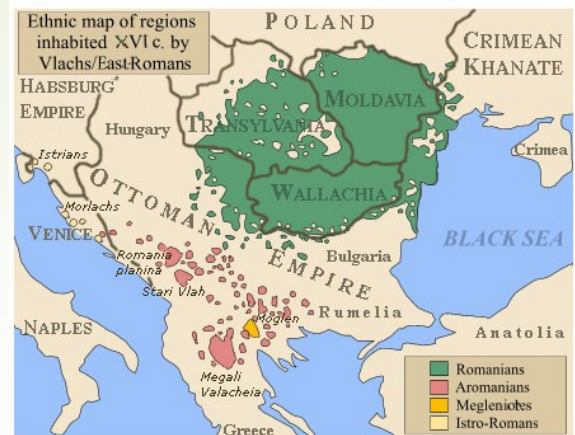 Ethnic map of regions
inhabited XVI c. by
Vlachs/East-Romans
POLAND
CRIMEAN
KHANATE
HABSBURG
EMPIRE
Hungary
TRANSYLVANIA
MOLDAVIA
Crimea
Istrians
WALLACHIA
Morlachs
VENICE
OTTOMAN
EMPIRE
Romania
planina
Stari Vlah
Bulgaria
BLACK SEA
Rumelia
Moglen
NAPLES
Anatolia
Megali
Valacheia
Greece
Romanians
Aromanians
Megleniotes
Istro-Romans